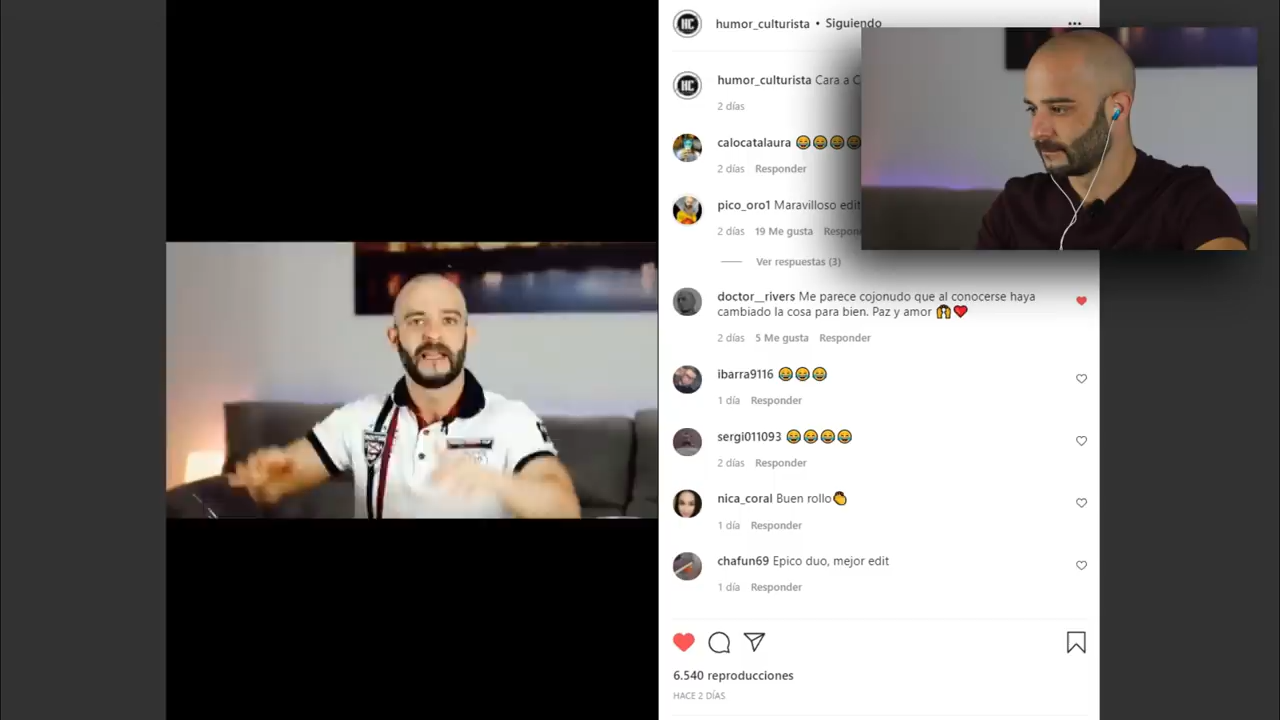 humor_culturista • Siguiendo
humor_culturista Cara a C
2 días
calocatalaura 😂😂😂😂
2 días Responder
pico_oro1 Maravilloso edit
2 días 19 Me gusta Respon
Ver respuestas (3)
doctor__rivers Me parece cojonudo que al conocerse haya
cambiado la cosa para bien. Paz y amor 🙌❤️
2 días 5 Me gusta Responder
ibarra9116 😂😂😂
1 día Responder
sergi011093 😂😂😂😂
2 días Responder
nica_coral Buen rollo👏
1 día Responder
chafun69 Epico duo, mejor edit
1 día Responder
6.540 reproducciones
HACE 2 DÍAS